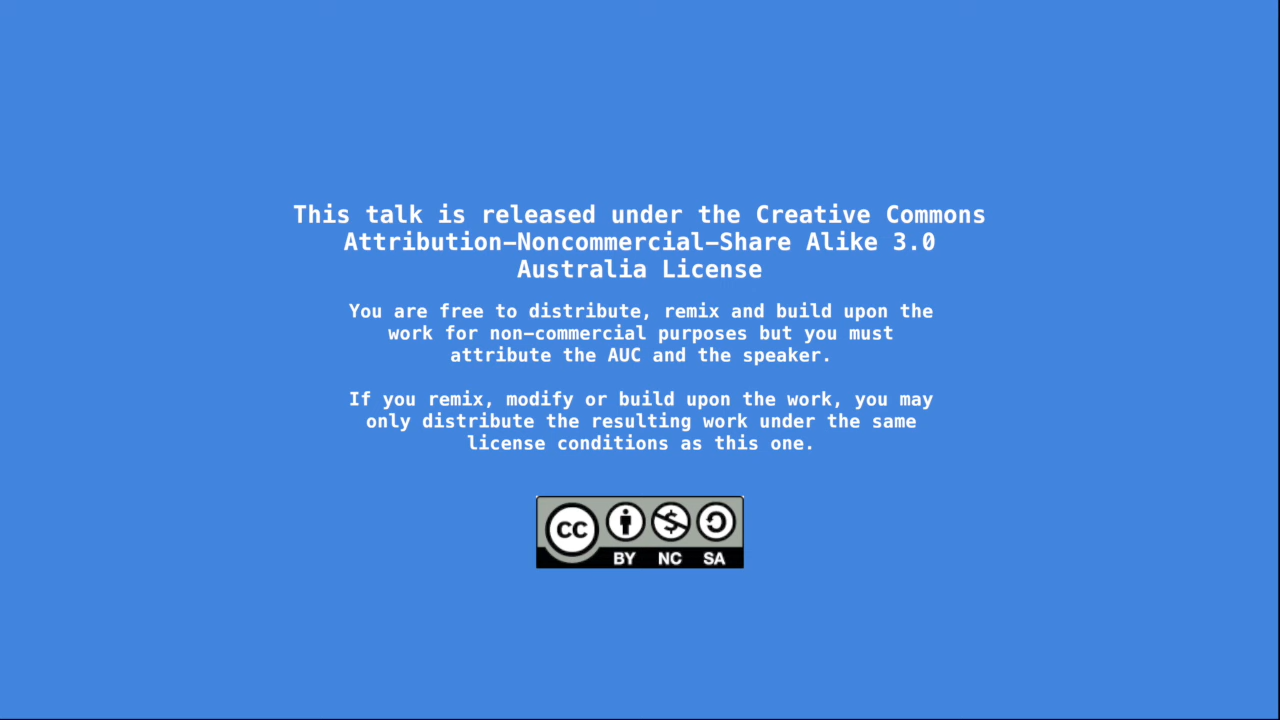 This talk is released under the Creative Commons
Attribution–Noncommercial–Share Alike 3.0
Australia License
You are free to distribute, remix and build upon the
work for non–commercial purposes but you must
attribute the AUC and the speaker.
If you remix, modify or build upon the work, you may
only distribute the resulting work under the same
license conditions as this one.
CC
BY NC SA